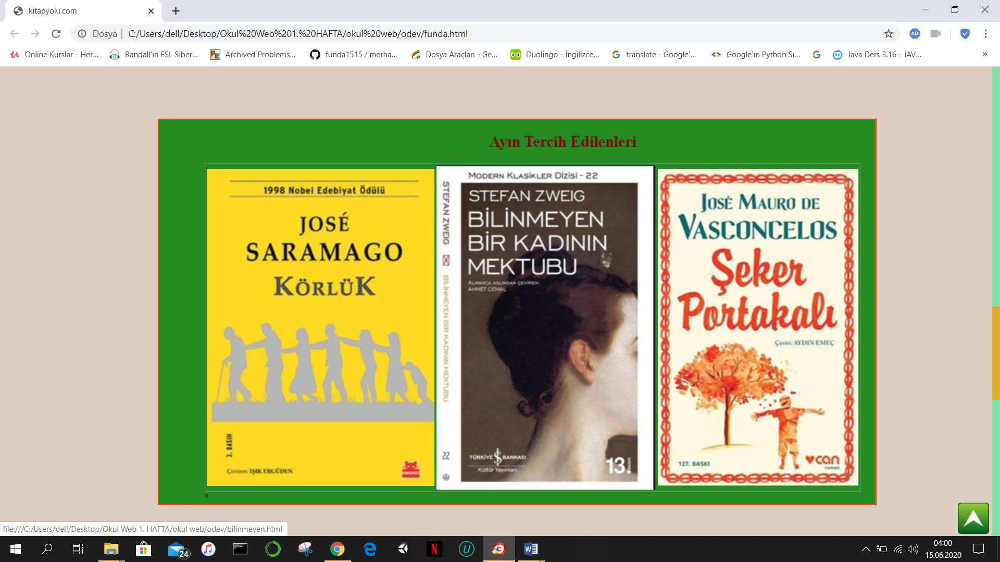 kitapyolu.com
Dosya | C:/Users/dell/Desktop/Okul%20Web%201.%20HAFTA/okul%20web/odev/funda.html
Online Kurslar - Her...
Randall'ın ESL Siber...
PE Archived Problems...
funda1515 / merha...
Dosya Araçları - Ge...
Duolingo - İngilizce...
translate - Google'...
Google'ın Python Sı...
Java Ders 3.16 - JAV...
»
Ayın Tercih Edilenleri
1998 Nobel Edebiyat Ödülü
JOSÉ
SARAMAGO
KÖRLÜK
3. BASIM
Çeviren: IŞIK ERGÜDEN
STEFAN ZWEIG
BİLİNMEYEN BİR KADININ MEKTUBU
22
MODERN KLASİKLER DİZİSİ - 22
STEFAN ZWEIG
BİLİNMEYEN
BİR KADININ
MEKTUBU
ALMANCA ASLINDAN ÇEVİREN:
AHMET CEMAL
TÜRKİYE İŞ BANKASI
Kültür Yayınları
13. basım
JOSÉ MAURO DE
VASCONCELOS
Şeker
Portakalı
Çeviri: AYDIN EMEÇ
127. BASKI
can
roman
"
file:///C:/Users/dell/Desktop/Okul Web 1. HAFTA/okul web/odev/bilinmeyen.html
24
04:00
15.06.2020